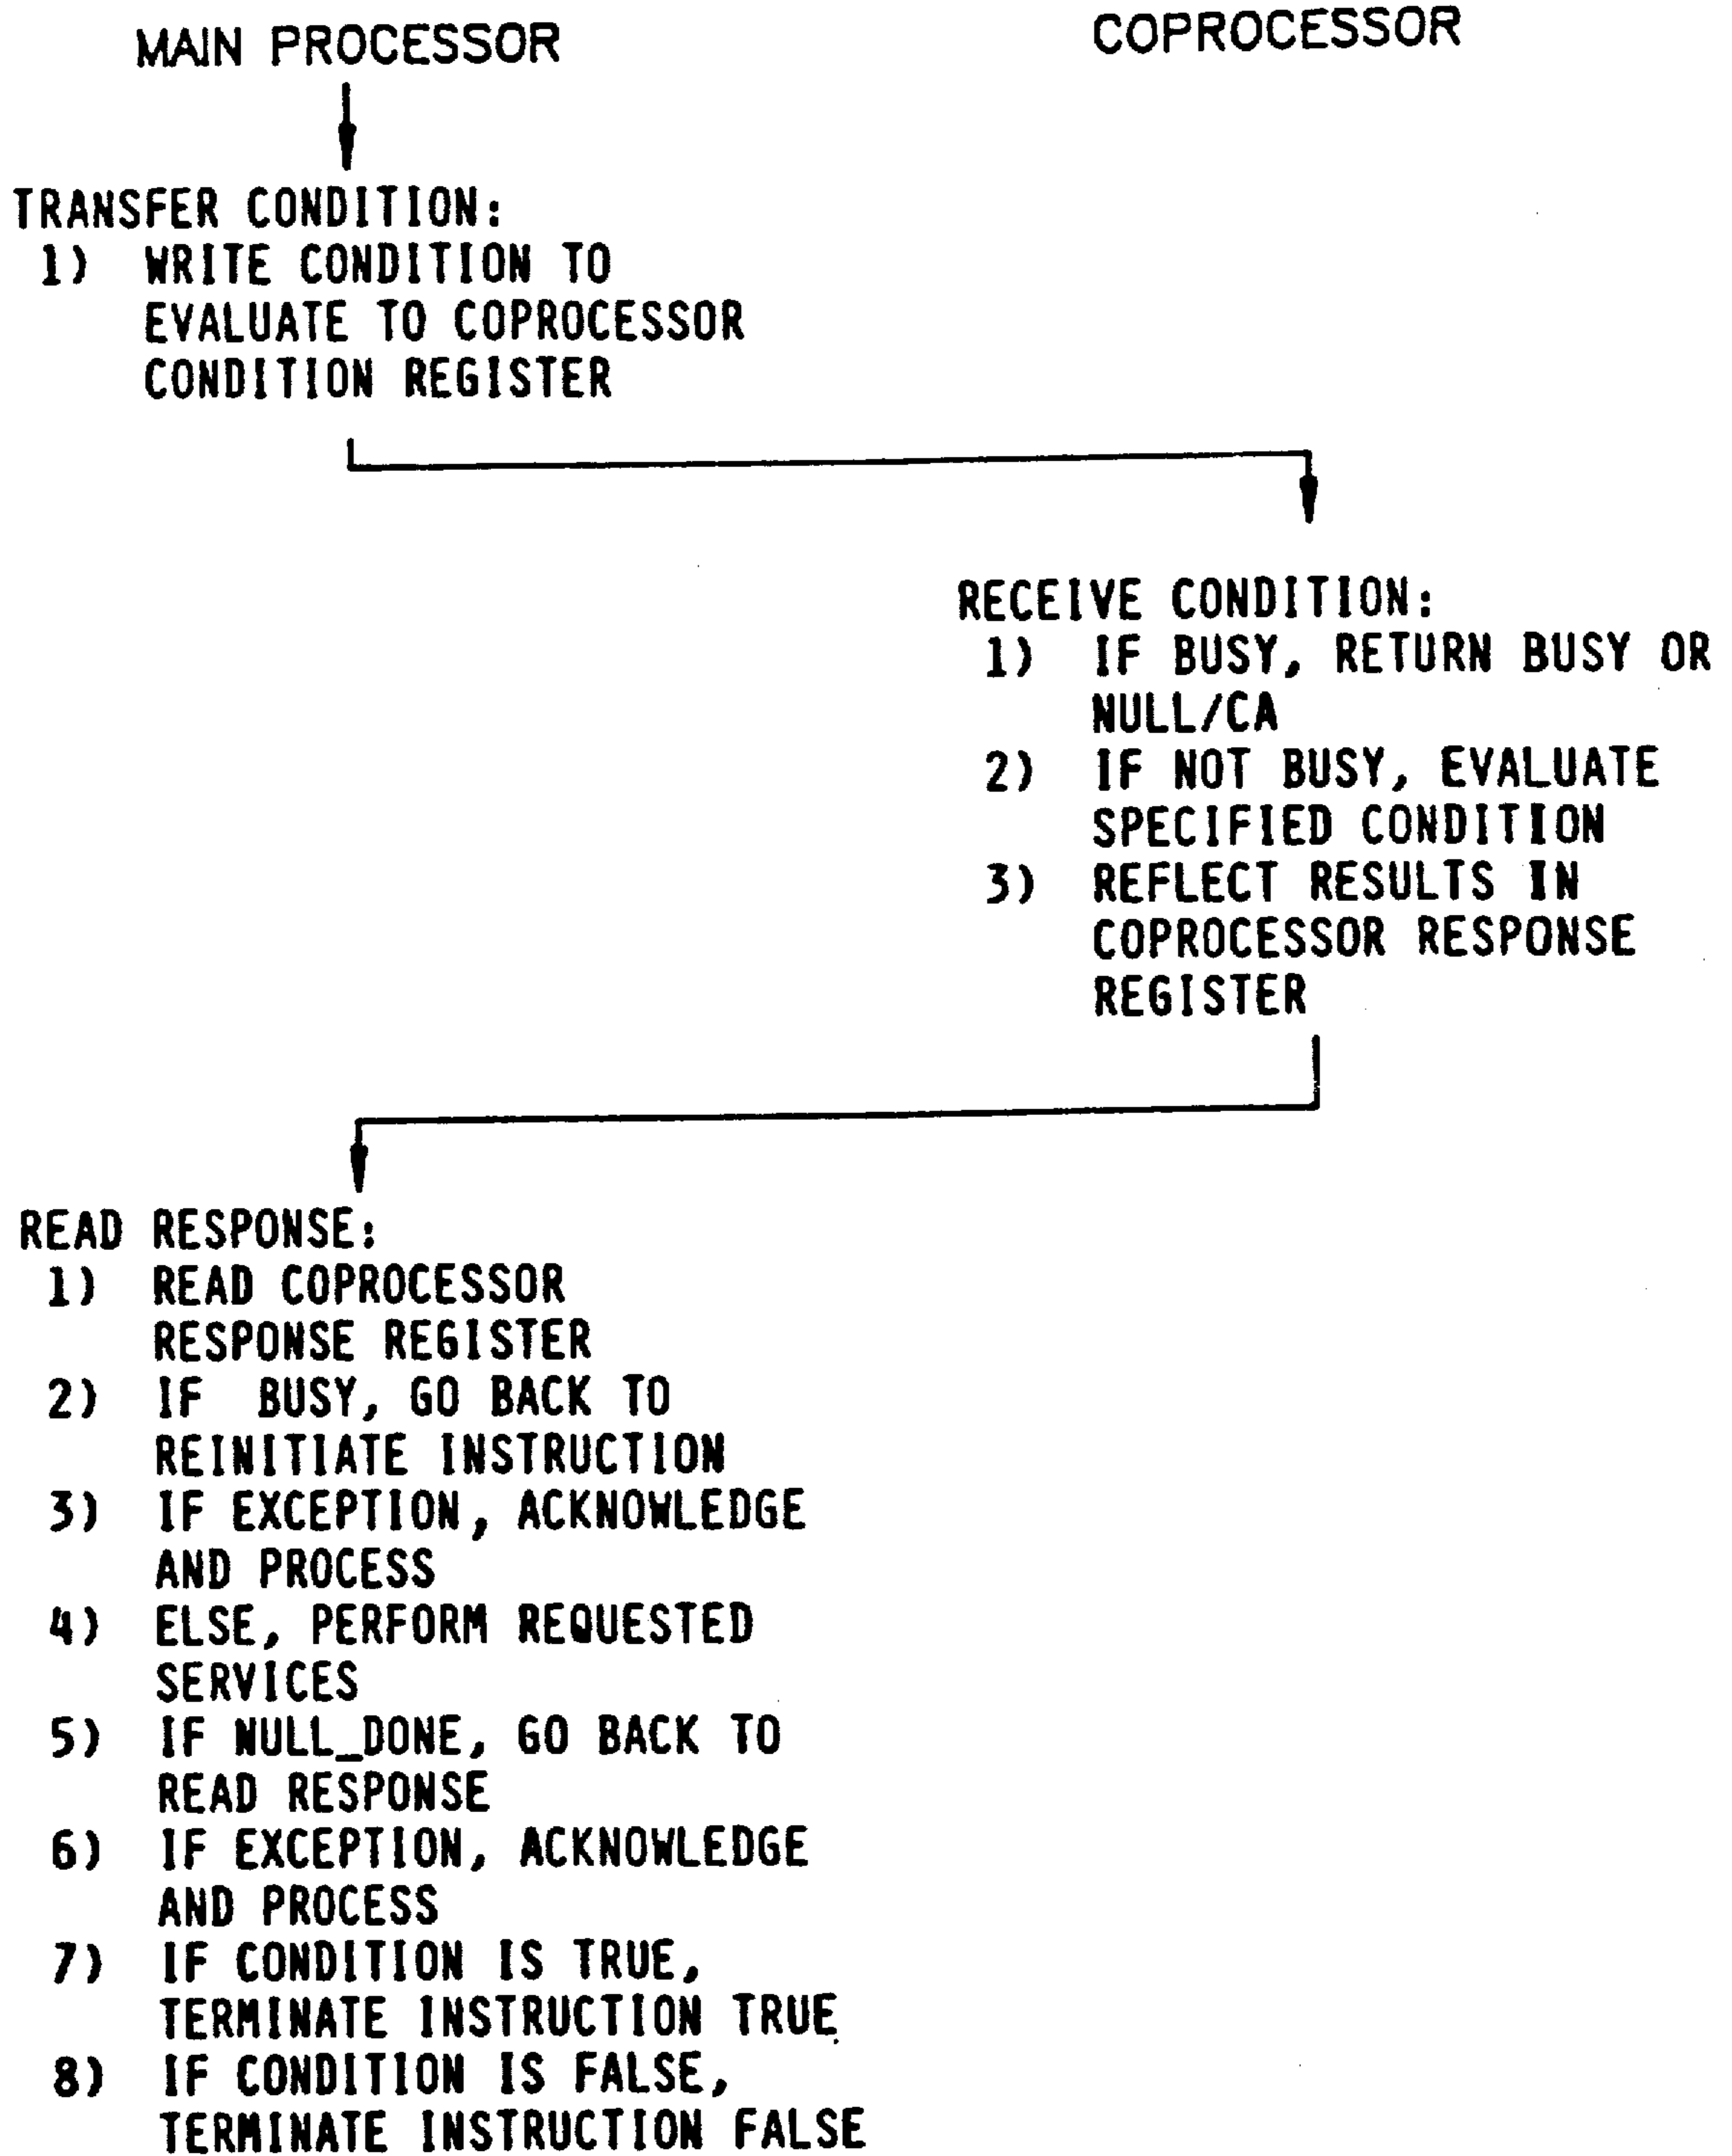 MAIN PROCESSOR
COPROCESSOR
TRANSFER CONDITION:
1) WRITE CONDITION TO
EVALUATE TO COPROCESSOR
CONDITION REGISTER
RECEIVE CONDITION:
1) IF BUSY, RETURN BUSY OR
NULL/CA
2) IF NOT BUSY, EVALUATE
SPECIFIED CONDITION
3) REFLECT RESULTS IN
COPROCESSOR RESPONSE
REGISTER
READ RESPONSE:
1) READ COPROCESSOR
RESPONSE REGISTER
2) IF BUSY, GO BACK TO
REINITIATE INSTRUCTION
3) IF EXCEPTION, ACKNOWLEDGE
AND PROCESS
4) ELSE, PERFORM REQUESTED
SERVICES
5) IF NULL_DONE, GO BACK TO
READ RESPONSE
6) IF EXCEPTION, ACKNOWLEDGE
AND PROCESS
7) IF CONDITION IS TRUE,
TERMINATE INSTRUCTION TRUE
8) IF CONDITION IS FALSE,
TERMINATE INSTRUCTION FALSE